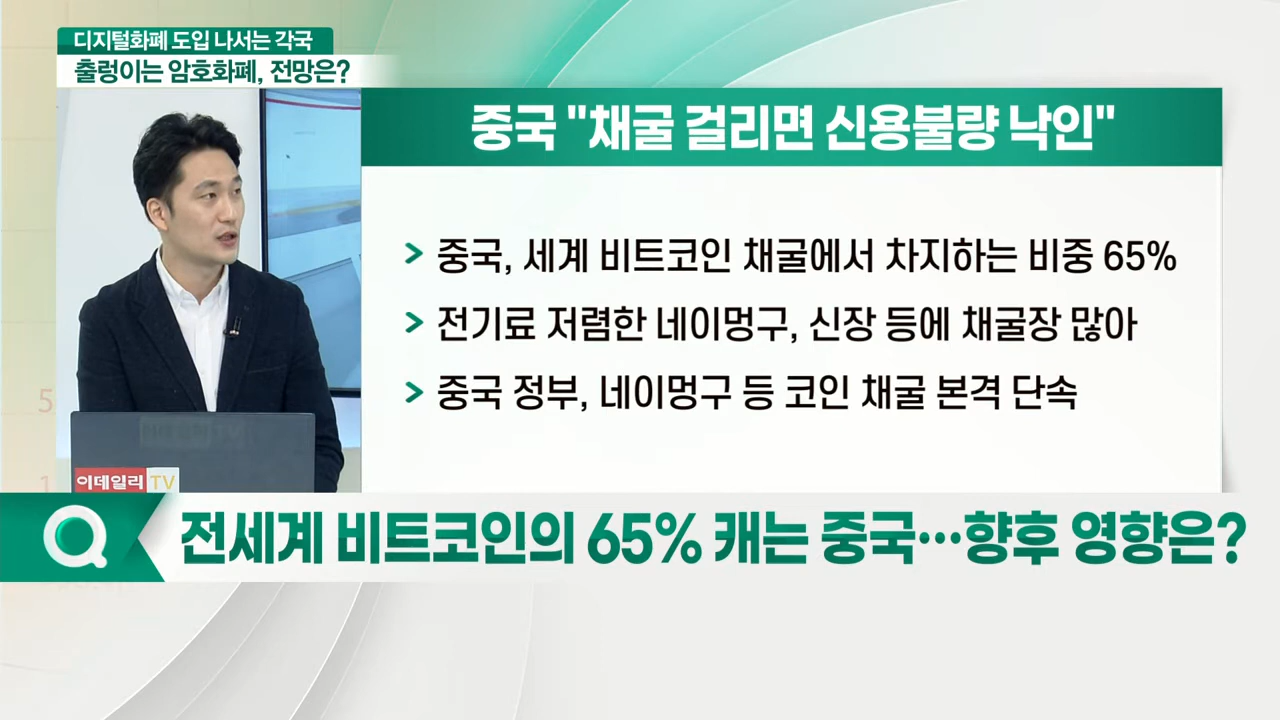 디지털화폐 도입 나서는 각국
출렁이는 암호화폐, 전망은?
중국 "채굴 걸리면 신용불량 낙인"
> 중국, 세계 비트코인 채굴에서 차지하는 비중 65%
> 전기료 저렴한 네이멍구, 신장 등에 채굴장 많아
> 중국 정부, 네이멍구 등 코인 채굴 본격 단속
5
1
이데일리 TV
Q 전세계 비트코인의 65% 캐는 중국…향후 영향은?